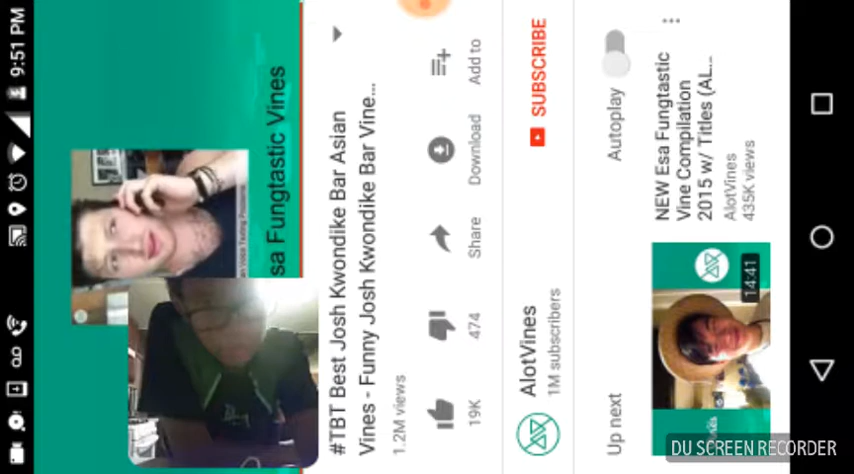 9:51 PM
sa Fungtastic Vines
#TBT Best Josh Kwondike Bar Asian
Vines - Funny Josh Kwondike Bar Vine...
1.2M views
19K
474
Share
Download
Add to
AlotVines
1M subscribers
SUBSCRIBE
Up next
Autoplay
14:41
NEW Esa Fungtastic
Vine Compilation
2015 w/ Titles (AL...
AlotVines
435K views
DU SCREEN RECORDER